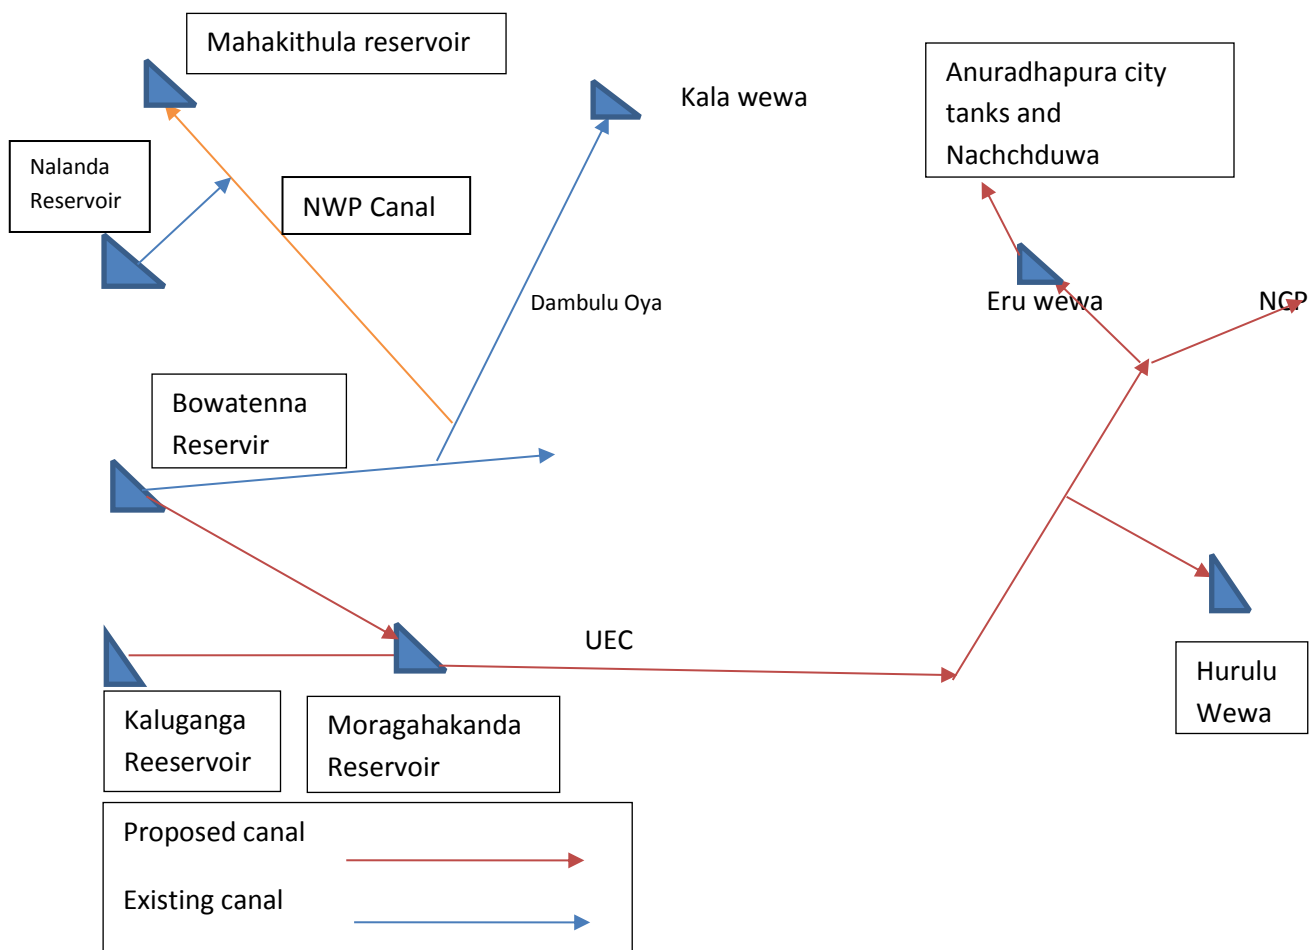 Mahakithula reservoir
Kala wewa
Anuradhapura city
tanks and
Nachchduwa
Nalanda
Reservoir
NWP Canal
Dambulu Oya
Eru wewa
NCP
Bowatenna
Reservir
UEC
Hurulu
Wewa
Kaluganga
Reeservoir
Moragahakanda
Reservoir
Proposed canal
Existing canal